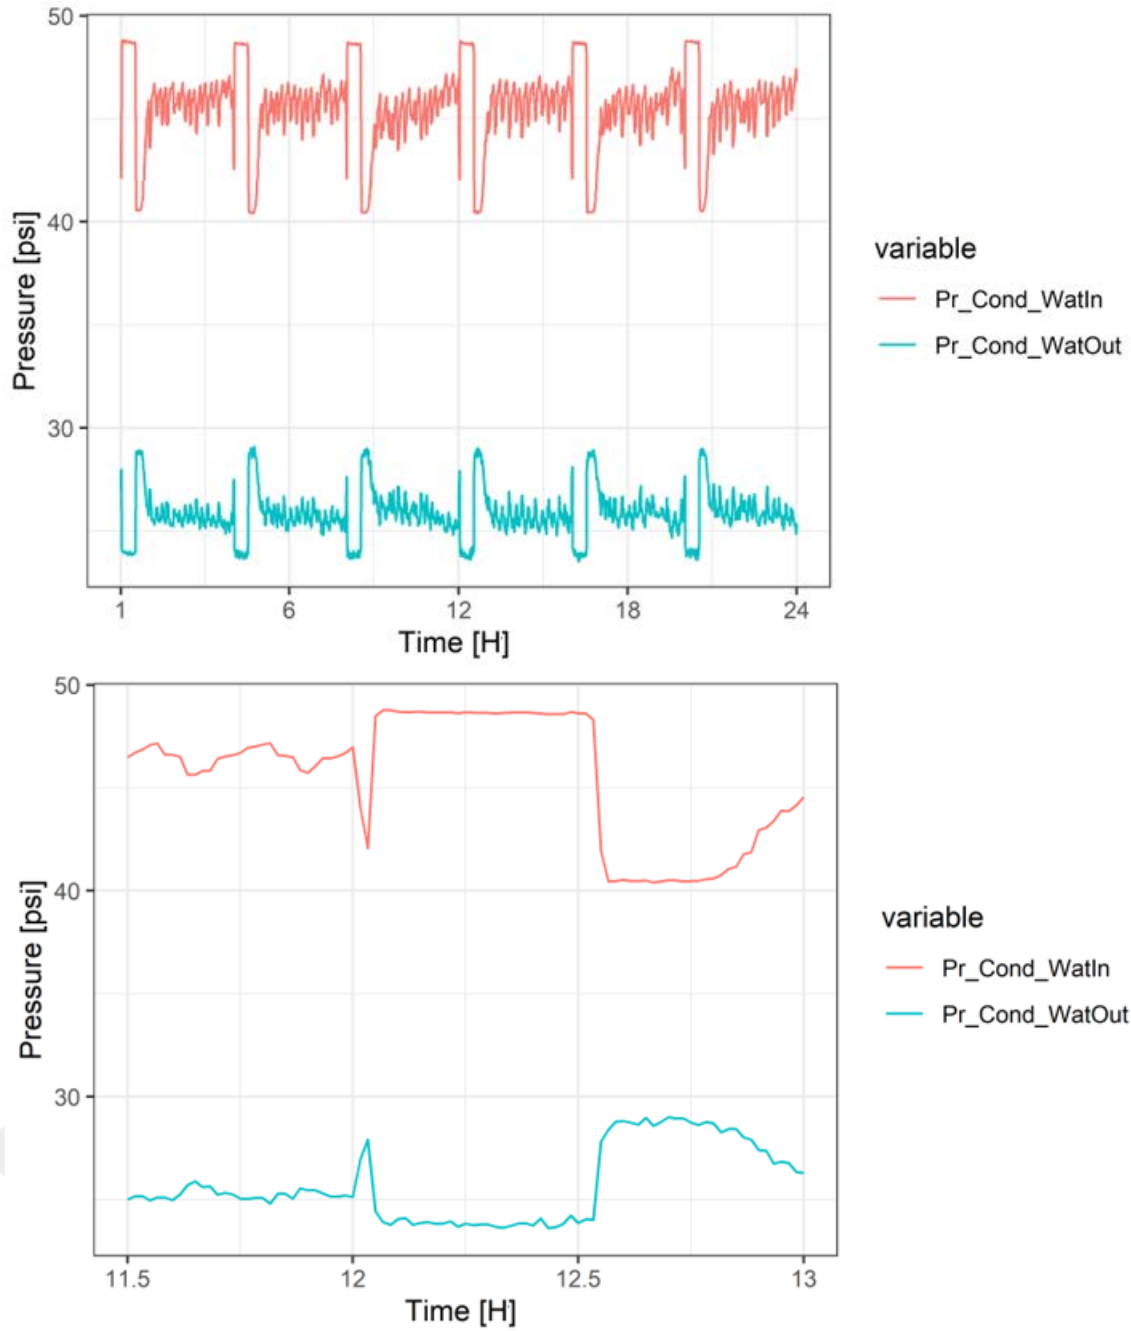 50
40
30
Pressure [psi]
1 6 12 18 24
Time [H]
variable
Pr_Cond_WatIn
Pr_Cond_WatOut
50
40
30
Pressure [psi]
11.5 12 12.5 13
Time [H]
variable
Pr_Cond_WatIn
Pr_Cond_WatOut